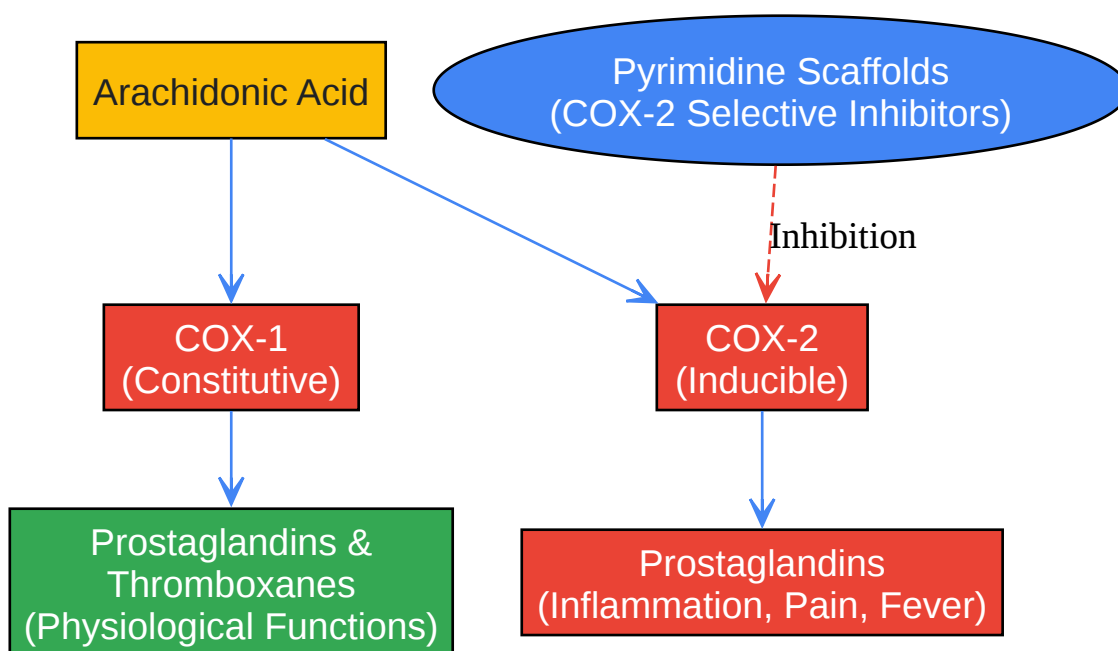 Arachidonic Acid
Pyrimidine Scaffolds
(COX-2 Selective Inhibitors)
Inhibition
COX-1
(Constitutive)
COX-2
(Inducible)
Prostaglandins &
Thromboxanes
(Physiological Functions)
Prostaglandins
(Inflammation, Pain, Fever)